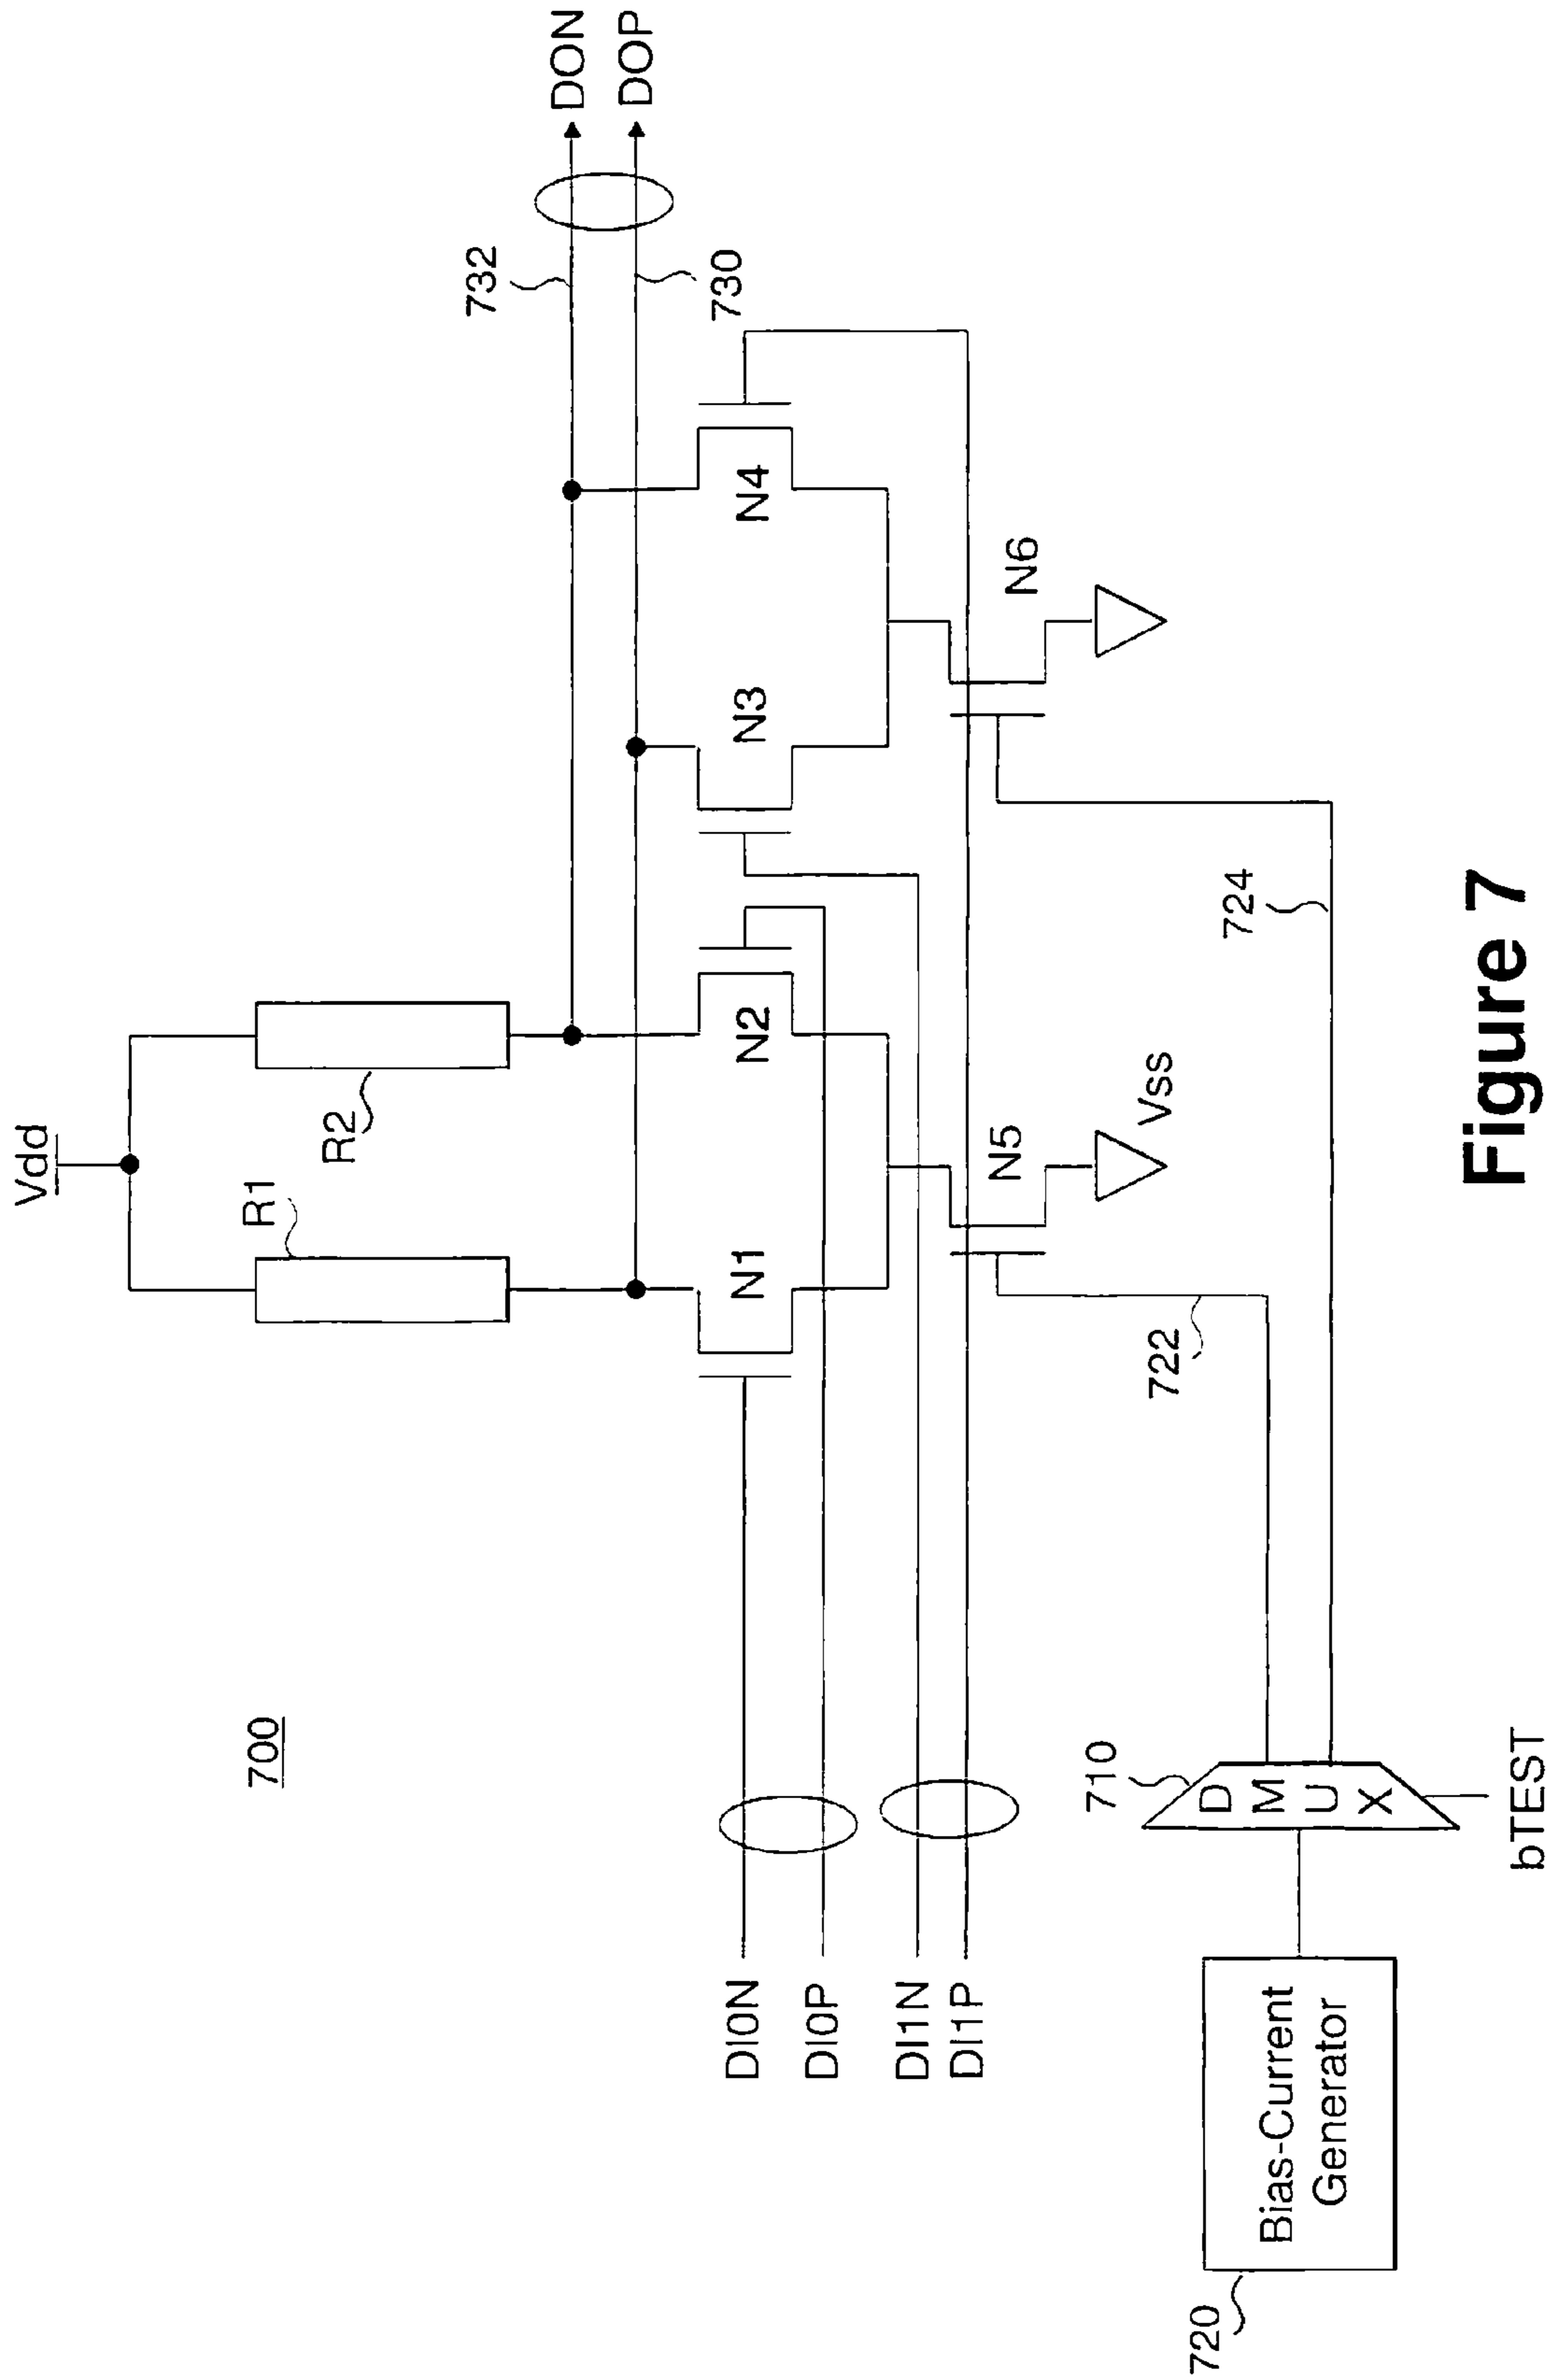 700
Vdd
R1
R2
732
DON
DOP
730
N1
N2
N3
N4
DI0N
DI0P
DI1N
DI1P
N5
Vss
N6
722
724
710
D
M
U
X
bTEST
720
Bias-Current
Generator
Figure 7